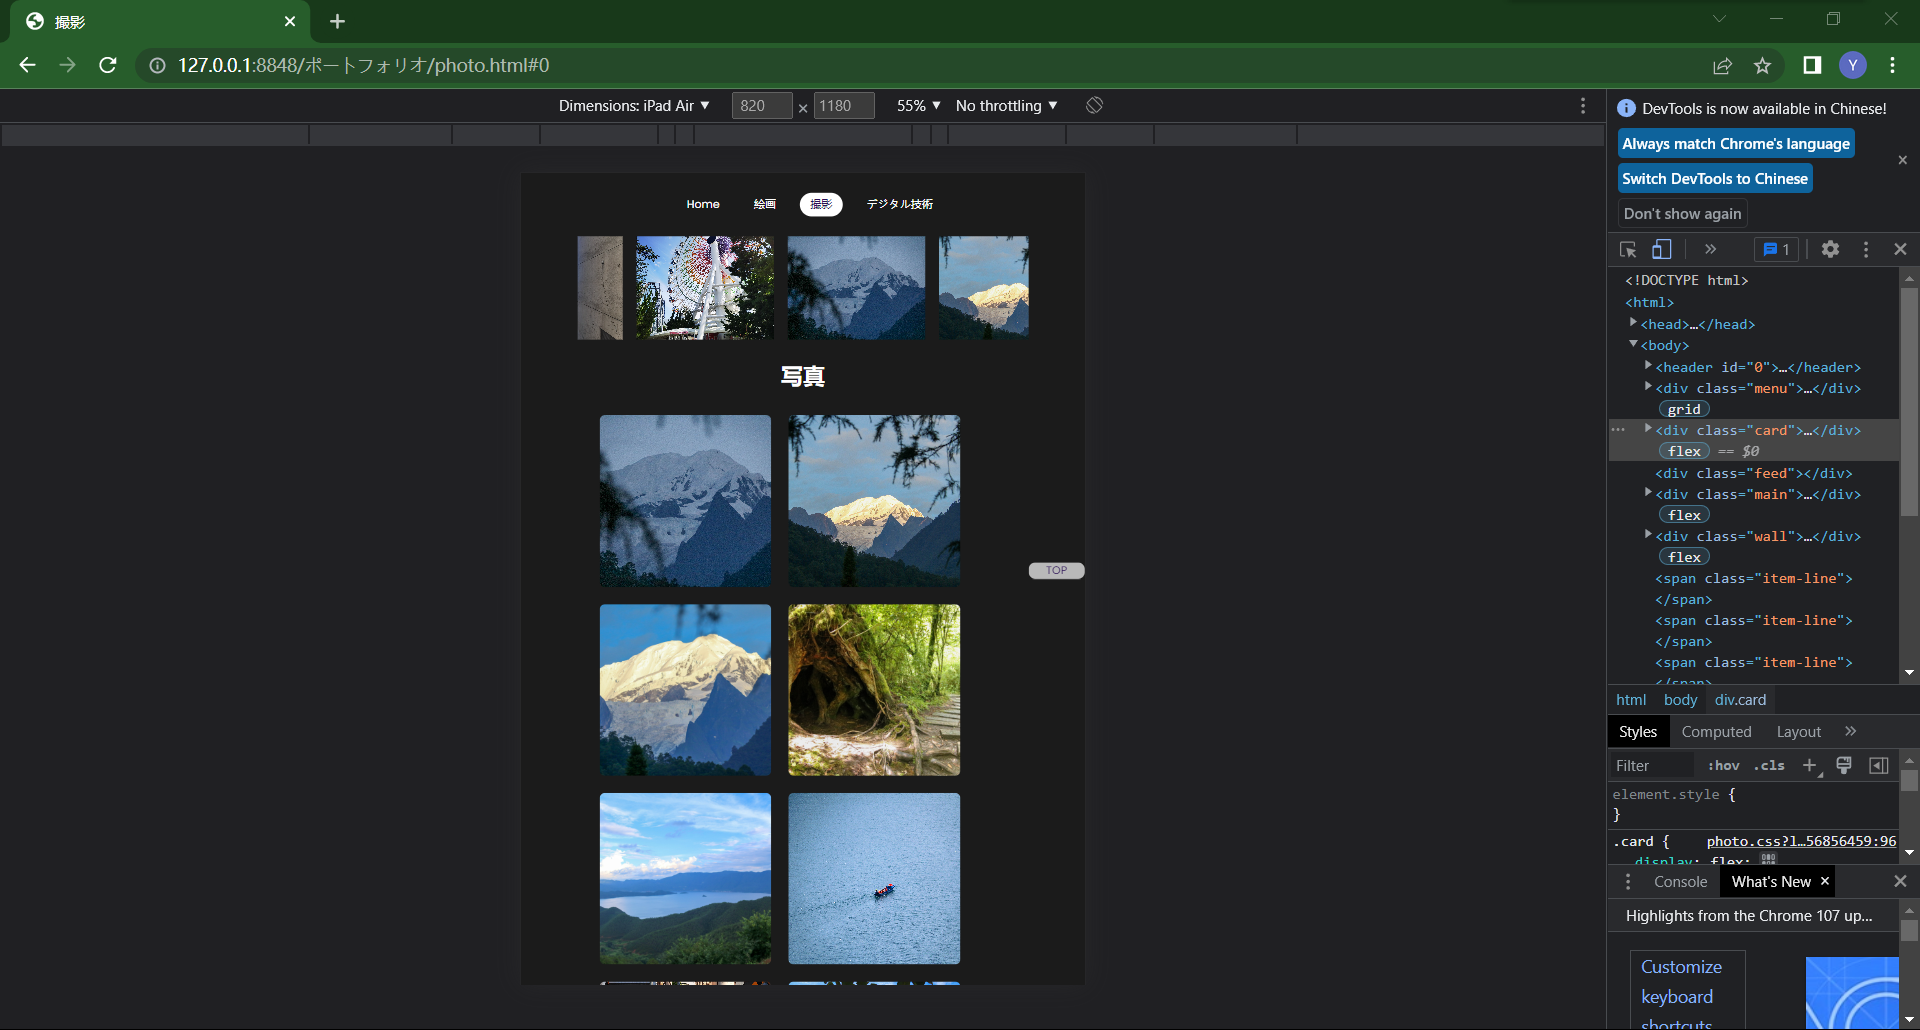 撮影
127.0.0.1:8848/ポートフォリオ/photo.html#0
Y
Dimensions: iPad Air ▼ 820 × 1180 55% ▼ No throttling ▼
Home 絵画 撮影 デジタル技術
写真
TOP
DevTools is now available in Chinese!
Always match Chrome's language
Switch DevTools to Chinese
Don't show again
1
<!DOCTYPE html>
<html>
<head>…</head>
<body>
<header id="0">…</header>
<div class="menu">…</div>
grid
<div class="card">…</div>
flex == $0
<div class="feed"></div>
<div class="main">…</div>
flex
<div class="wall">…</div>
flex
<span class="item-line">
</span>
<span class="item-line">
</span>
<span class="item-line">
</span>
html body div.card
Styles Computed Layout
Filter :hov .cls
element.style {
}
.card { photo.css?l…56856459:96
display: flex;
Console What's New
Highlights from the Chrome 107 up...
Customize
keyboard
shortcuts